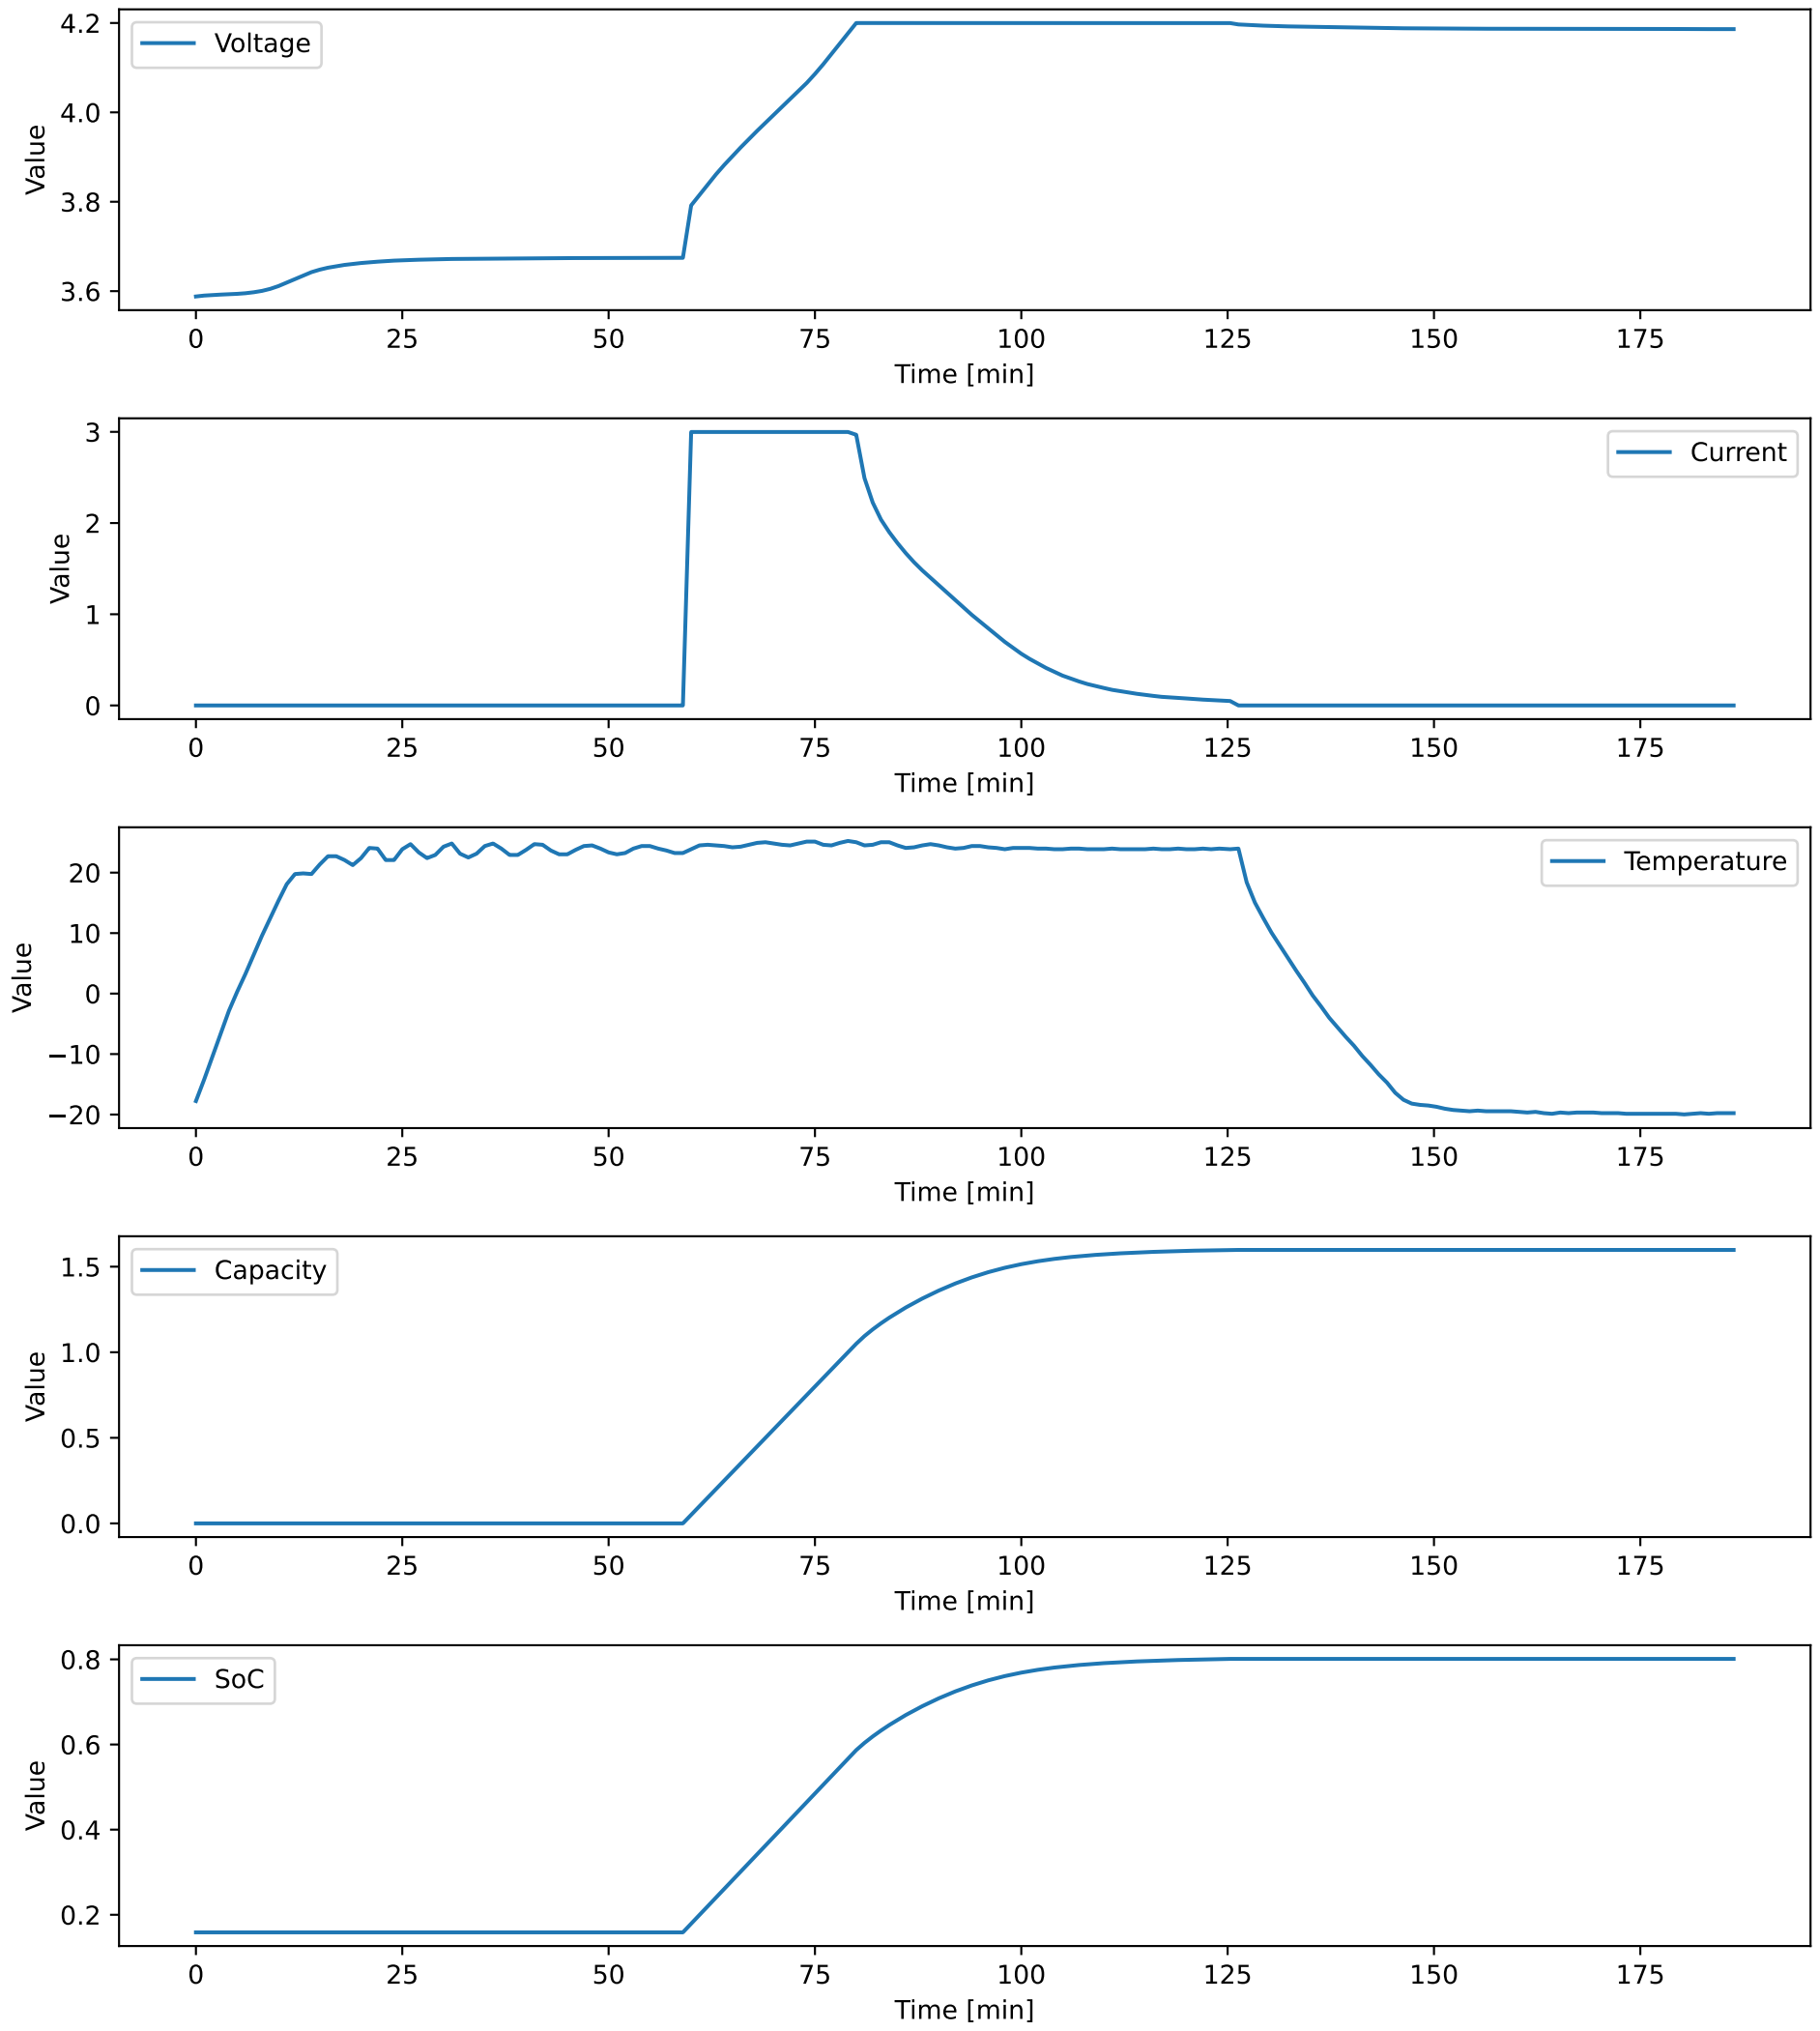 4.2
4.0
3.8
3.6
Value
Voltage
0 25 50 75 100 125 150 175
Time [min]
3
2
1
0
Value
Current
0 25 50 75 100 125 150 175
Time [min]
20
10
0
−10
−20
Value
Temperature
0 25 50 75 100 125 150 175
Time [min]
1.5
1.0
0.5
0.0
Value
Capacity
0 25 50 75 100 125 150 175
Time [min]
0.8
0.6
0.4
0.2
Value
SoC
0 25 50 75 100 125 150 175
Time [min]